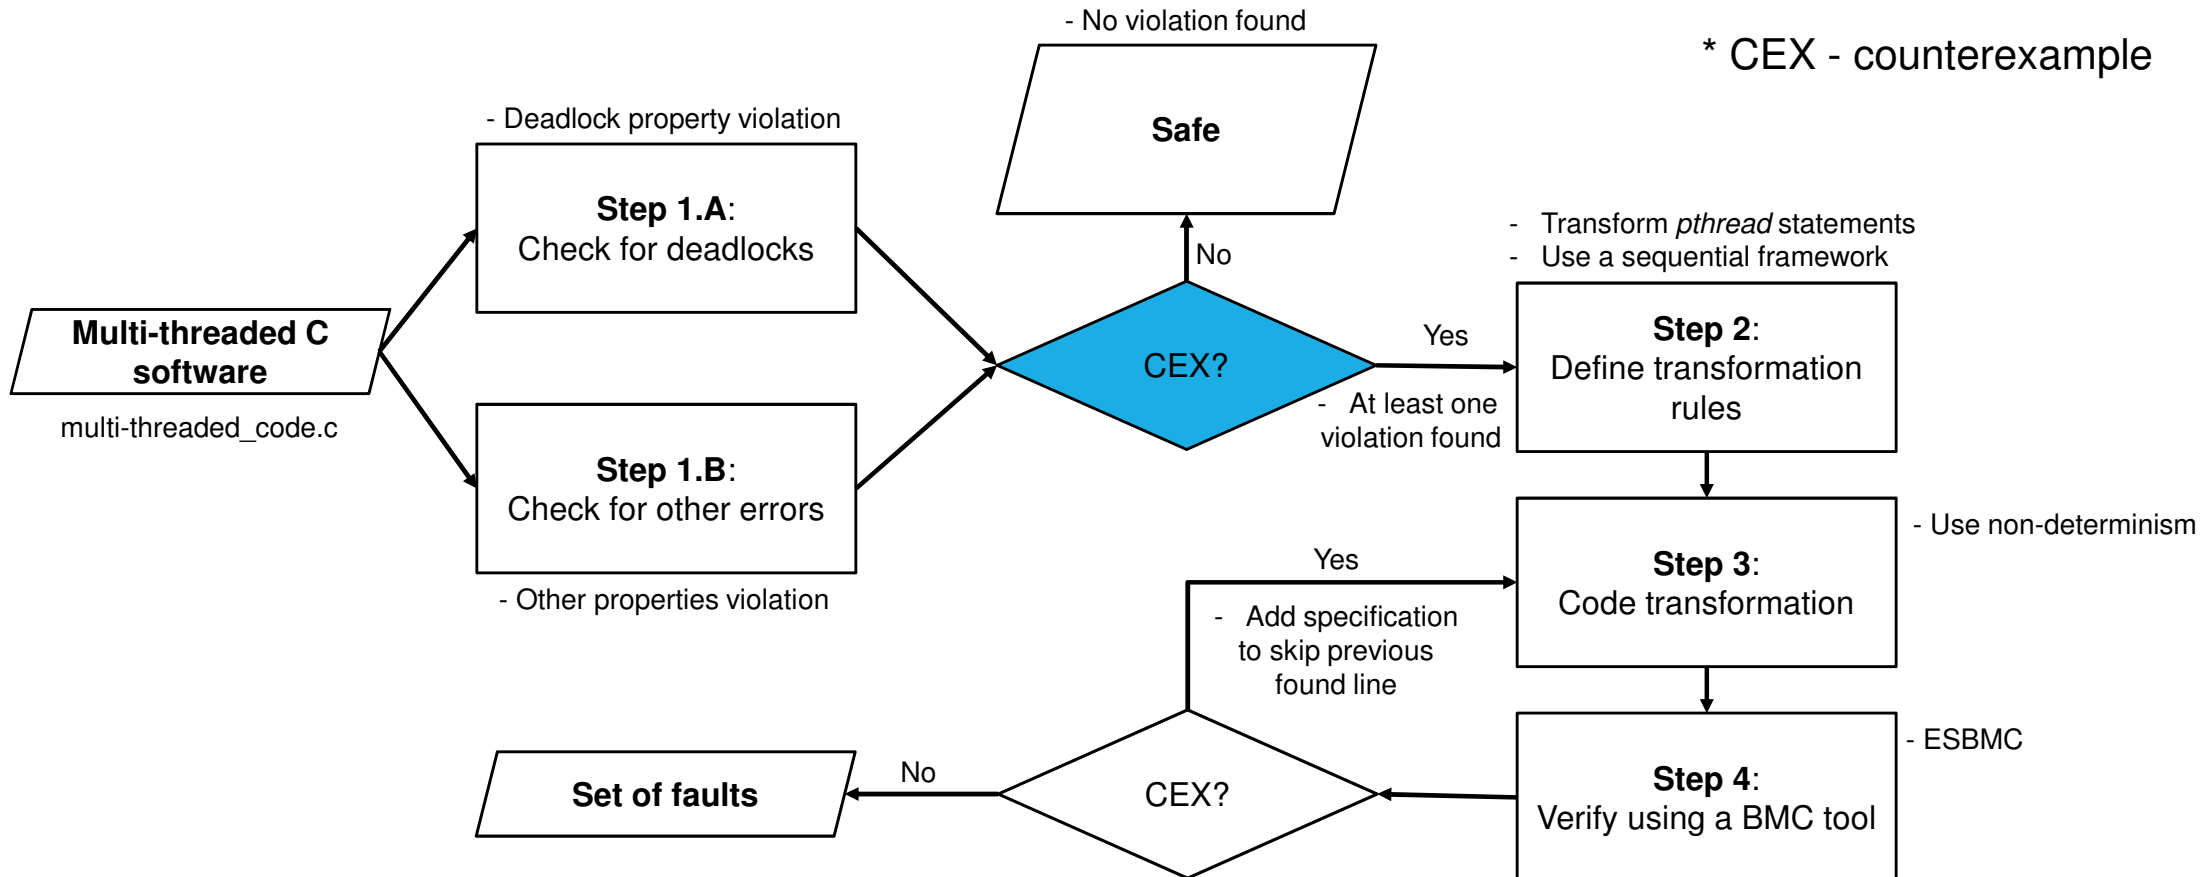 - No violation found
* CEX - counterexample
Safe
- Deadlock property violation
Step 1.A:
Check for deadlocks
Multi-threaded C
software
multi-threaded_code.c
Step 1.B:
Check for other errors
- Other properties violation
No
CEX?
Yes
- At least one
violation found
- Transform pthread statements
- Use a sequential framework
Step 2:
Define transformation
rules
Step 3:
Code transformation
- Use non-determinism
Yes
- Add specification
to skip previous
found line
Step 4:
Verify using a BMC tool
- ESBMC
CEX?
No
Set of faults